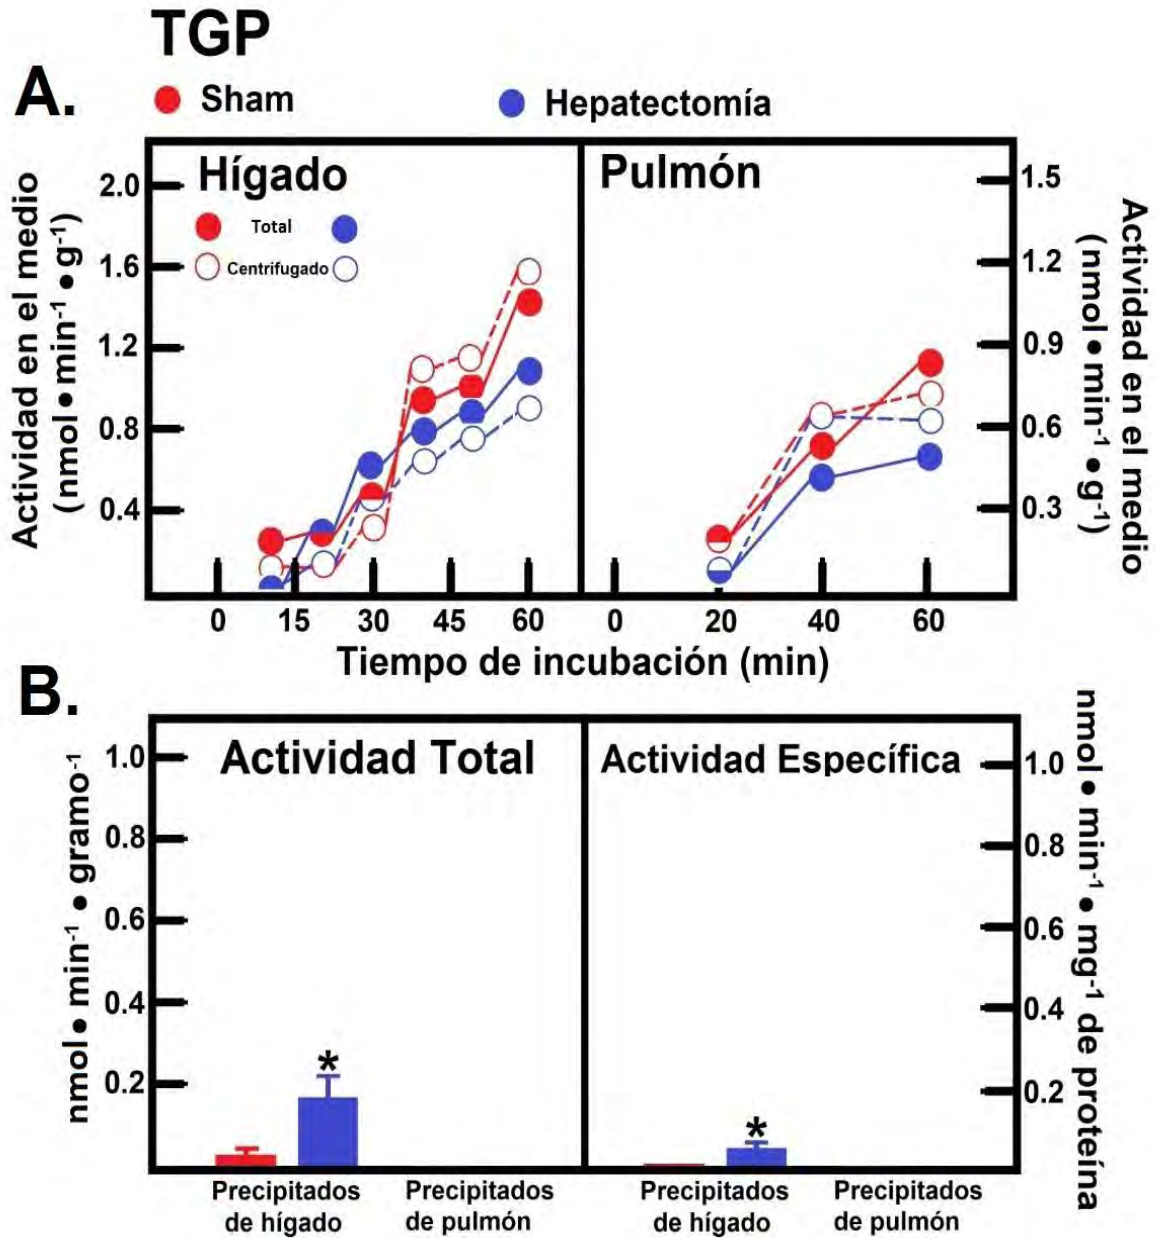 TGP
A.
Sham
Hepatectomía
Hígado
Total
Centrifugado
Pulmón
Actividad en el medio
(nmol•min-1•g-1)
2.0
1.6
1.2
0.8
0.4
1.5
1.2
0.9
0.6
0.3
Actividad en el medio
(nmol•min-1•g-1)
0 15 30 45 60
0 20 40 60
Tiempo de incubación (min)
B.
Actividad Total
Actividad Específica
nmol•min-1•gramo-1
1.0
0.8
0.6
0.4
0.2
*
*
1.0
0.8
0.6
0.4
0.2
nmol•min-1•mg-1 de proteína
Precipitados
de hígado
Precipitados
de pulmón
Precipitados
de hígado
Precipitados
de pulmón